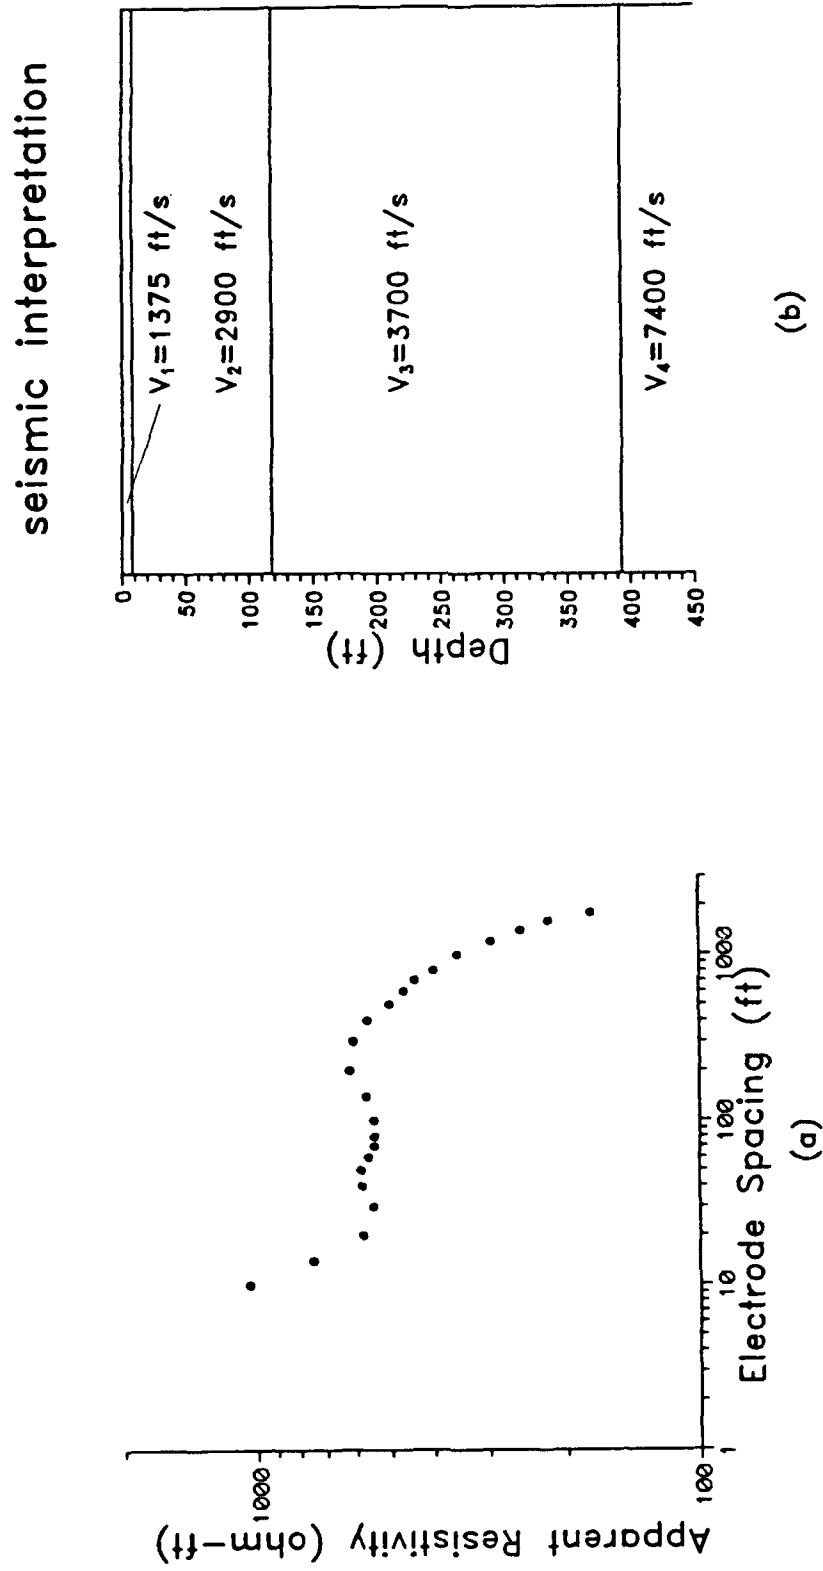 Apparent Resistivity (ohm-ft)
1000
100
1
10
100
1000
Electrode Spacing (ft)
(a)
seismic interpretation
Depth (ft)
0
50
100
150
200
250
300
350
400
450
V₁=1375 ft/s
V₂=2900 ft/s
V₃=3700 ft/s
V₄=7400 ft/s
(b)